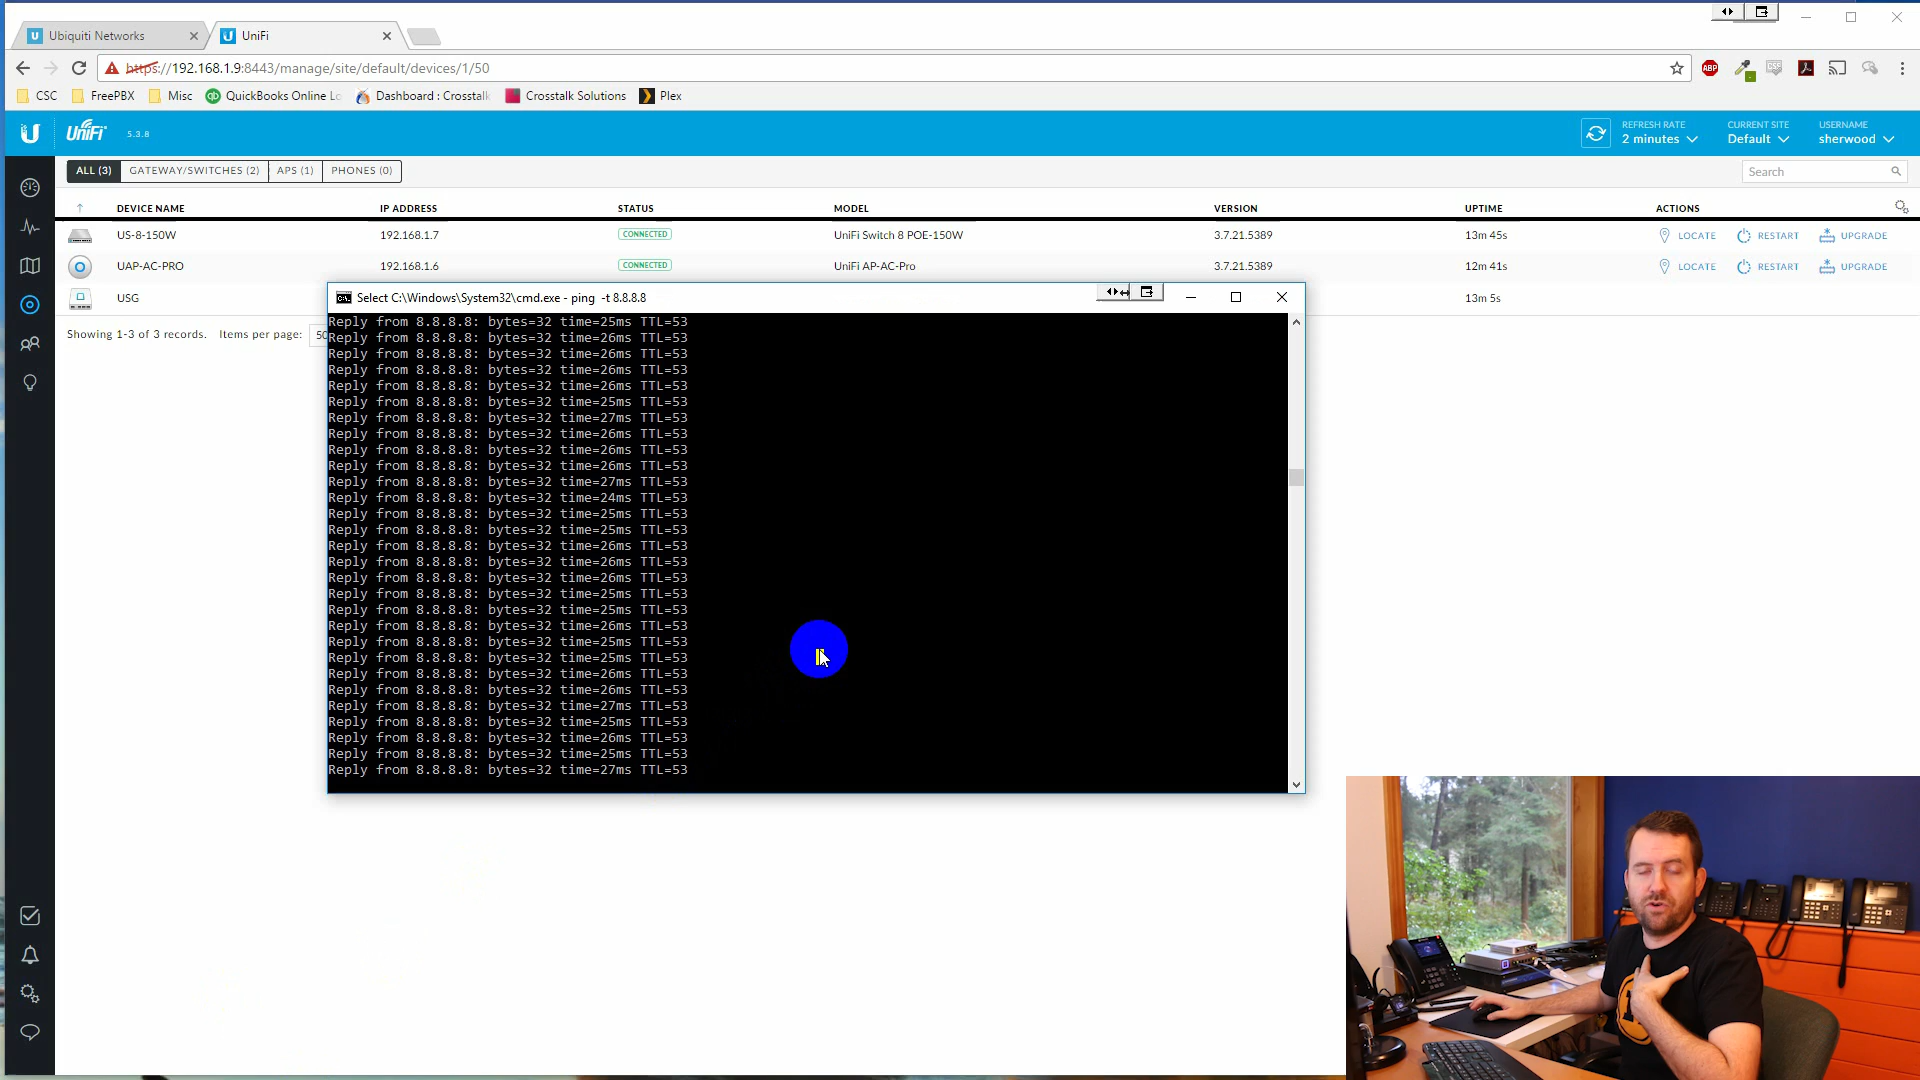 Ubiquiti Networks
UniFi
https://192.168.1.9:8443/manage/site/default/devices/1/50
ABP
CSC
FreePBX
Misc
QuickBooks Online Lo
Dashboard : Crosstalk
Crosstalk Solutions
Plex
UniFi
5.3.8
REFRESH RATE
2 minutes
CURRENT SITE
Default
USERNAME
sherwood
ALL (3)
GATEWAY/SWITCHES (2)
APS (1)
PHONES (0)
Search
DEVICE NAME
IP ADDRESS
STATUS
MODEL
VERSION
UPTIME
ACTIONS
US-8-150W
192.168.1.7
CONNECTED
UniFi Switch 8 POE-150W
3.7.21.5389
13m 45s
LOCATE
RESTART
UPGRADE
UAP-AC-PRO
192.168.1.6
CONNECTED
UniFi AP-AC-Pro
3.7.21.5389
12m 41s
LOCATE
RESTART
UPGRADE
USG
13m 5s
Showing 1-3 of 3 records.
Items per page:
50
Select C:\Windows\System32\cmd.exe - ping  -t 8.8.8.8
Reply from 8.8.8.8: bytes=32 time=25ms TTL=53
Reply from 8.8.8.8: bytes=32 time=26ms TTL=53
Reply from 8.8.8.8: bytes=32 time=26ms TTL=53
Reply from 8.8.8.8: bytes=32 time=26ms TTL=53
Reply from 8.8.8.8: bytes=32 time=26ms TTL=53
Reply from 8.8.8.8: bytes=32 time=25ms TTL=53
Reply from 8.8.8.8: bytes=32 time=27ms TTL=53
Reply from 8.8.8.8: bytes=32 time=26ms TTL=53
Reply from 8.8.8.8: bytes=32 time=26ms TTL=53
Reply from 8.8.8.8: bytes=32 time=26ms TTL=53
Reply from 8.8.8.8: bytes=32 time=27ms TTL=53
Reply from 8.8.8.8: bytes=32 time=24ms TTL=53
Reply from 8.8.8.8: bytes=32 time=25ms TTL=53
Reply from 8.8.8.8: bytes=32 time=25ms TTL=53
Reply from 8.8.8.8: bytes=32 time=26ms TTL=53
Reply from 8.8.8.8: bytes=32 time=26ms TTL=53
Reply from 8.8.8.8: bytes=32 time=26ms TTL=53
Reply from 8.8.8.8: bytes=32 time=25ms TTL=53
Reply from 8.8.8.8: bytes=32 time=25ms TTL=53
Reply from 8.8.8.8: bytes=32 time=26ms TTL=53
Reply from 8.8.8.8: bytes=32 time=25ms TTL=53
Reply from 8.8.8.8: bytes=32 time=25ms TTL=53
Reply from 8.8.8.8: bytes=32 time=26ms TTL=53
Reply from 8.8.8.8: bytes=32 time=26ms TTL=53
Reply from 8.8.8.8: bytes=32 time=27ms TTL=53
Reply from 8.8.8.8: bytes=32 time=25ms TTL=53
Reply from 8.8.8.8: bytes=32 time=26ms TTL=53
Reply from 8.8.8.8: bytes=32 time=25ms TTL=53
Reply from 8.8.8.8: bytes=32 time=27ms TTL=53